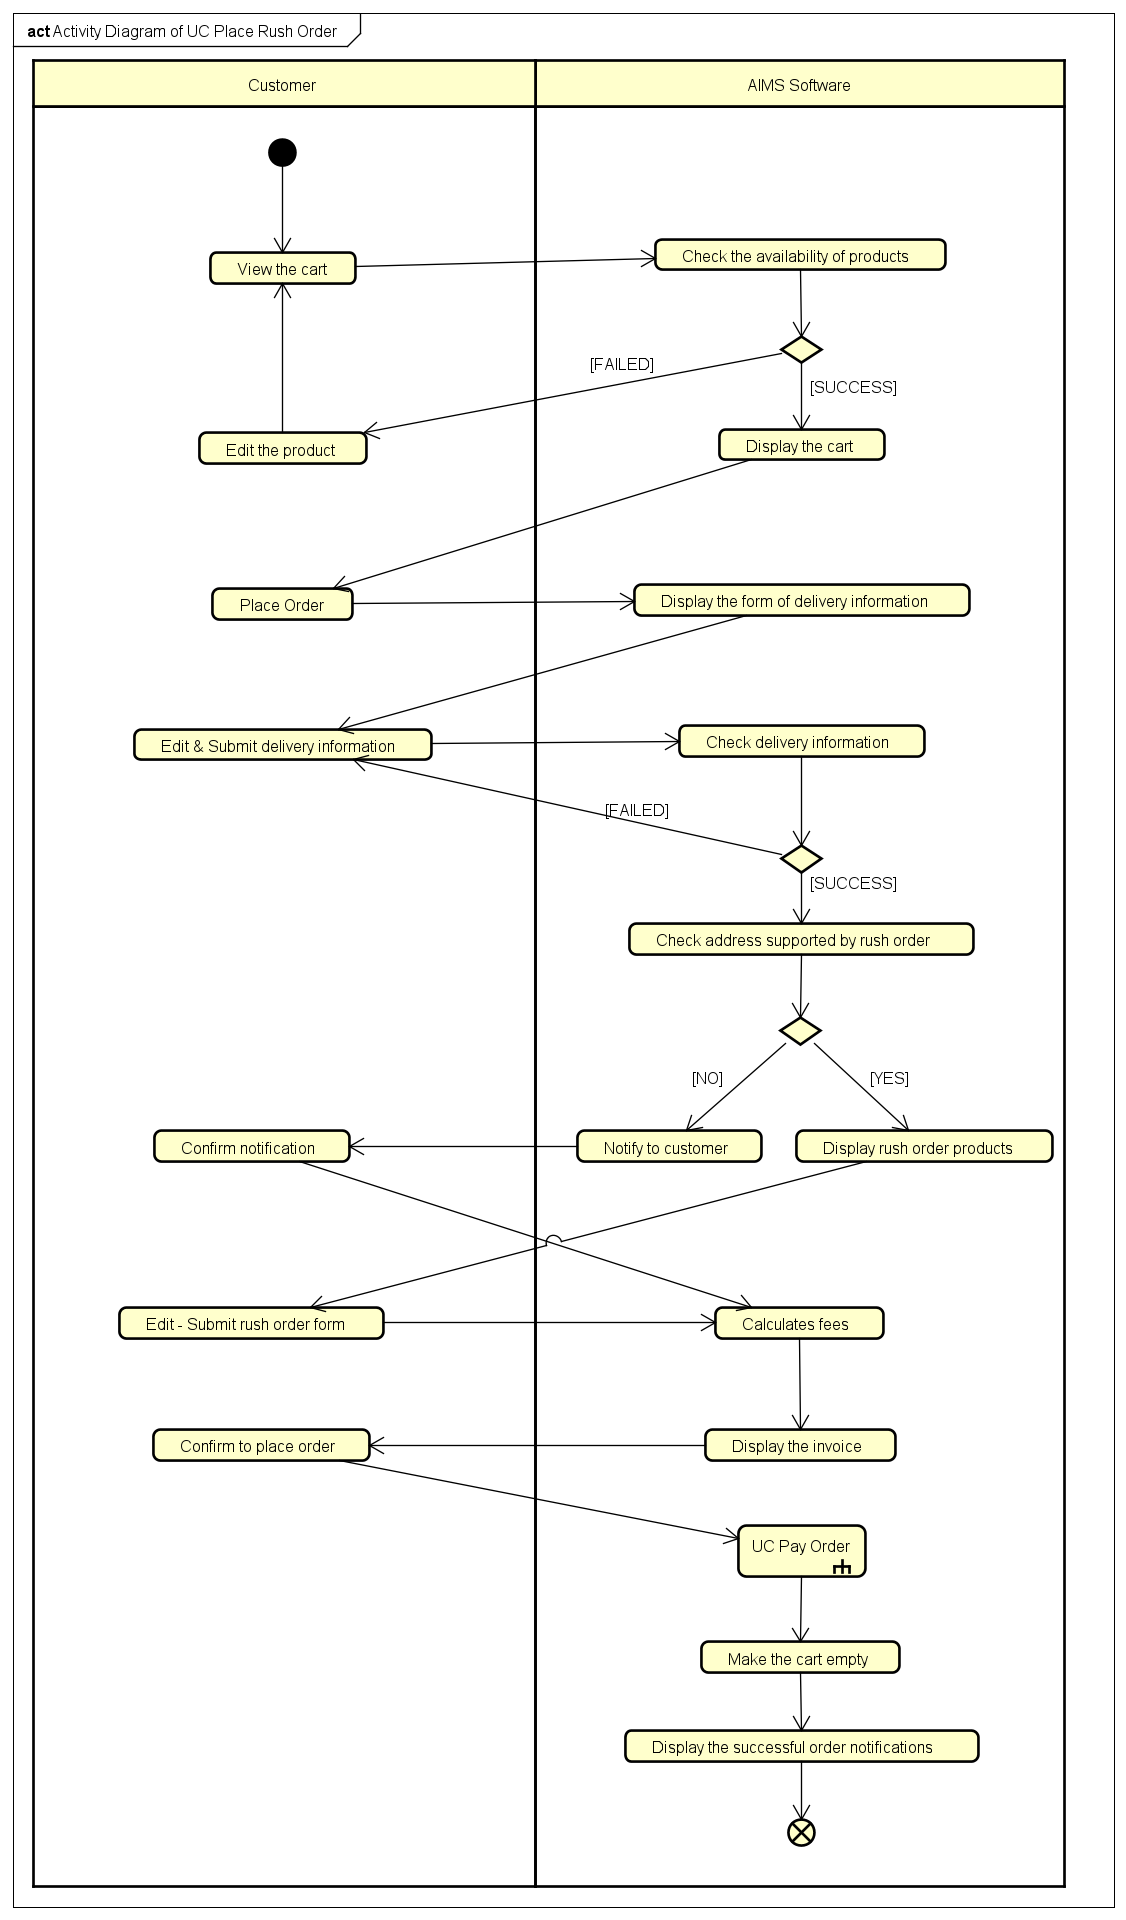 act Activity Diagram of UC Place Rush Order
Customer
AIMS Software
View the cart
Check the availability of products
[FAILED]
[SUCCESS]
Edit the product
Display the cart
Place Order
Display the form of delivery information
Edit & Submit delivery information
Check delivery information
[FAILED]
[SUCCESS]
Check address supported by rush order
[NO]
[YES]
Confirm notification
Notify to customer
Display rush order products
Edit - Submit rush order form
Calculates fees
Confirm to place order
Display the invoice
UC Pay Order
Make the cart empty
Display the successful order notifications